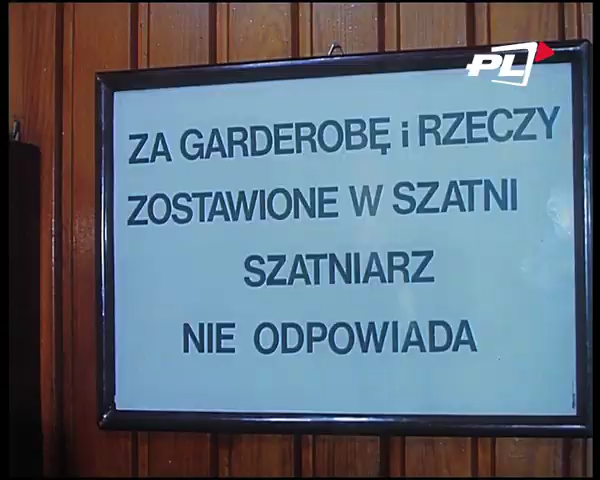 PL
ZA GARDEROBĘ i RZECZY
ZOSTAWIONE W SZATNI
SZATNIARZ
NIE ODPOWIADA